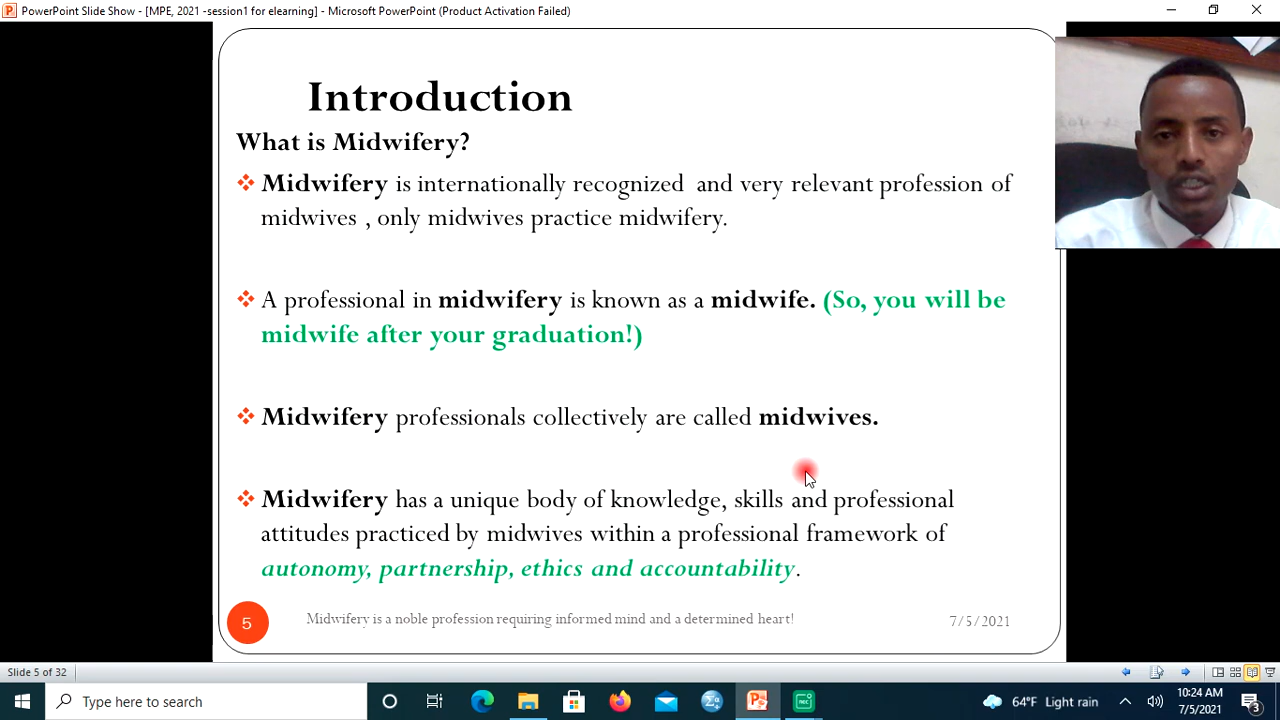 PowerPoint Slide Show - [MPE, 2021 -session1 for elearning] - Microsoft PowerPoint (Product Activation Failed)
Introduction
What is Midwifery?
Midwifery is internationally recognized and very relevant profession of
midwives , only midwives practice midwifery.
A professional in midwifery is known as a midwife. (So, you will be
midwife after your graduation!)
Midwifery professionals collectively are called midwives.
Midwifery has a unique body of knowledge, skills and professional
attitudes practiced by midwives within a professional framework of
autonomy, partnership, ethics and accountability.
5
Midwifery is a noble profession requiring informed mind and a determined heart!
7/5/2021
Slide 5 of 32
Type here to search
64°F Light rain
10:24 AM
7/5/2021
3